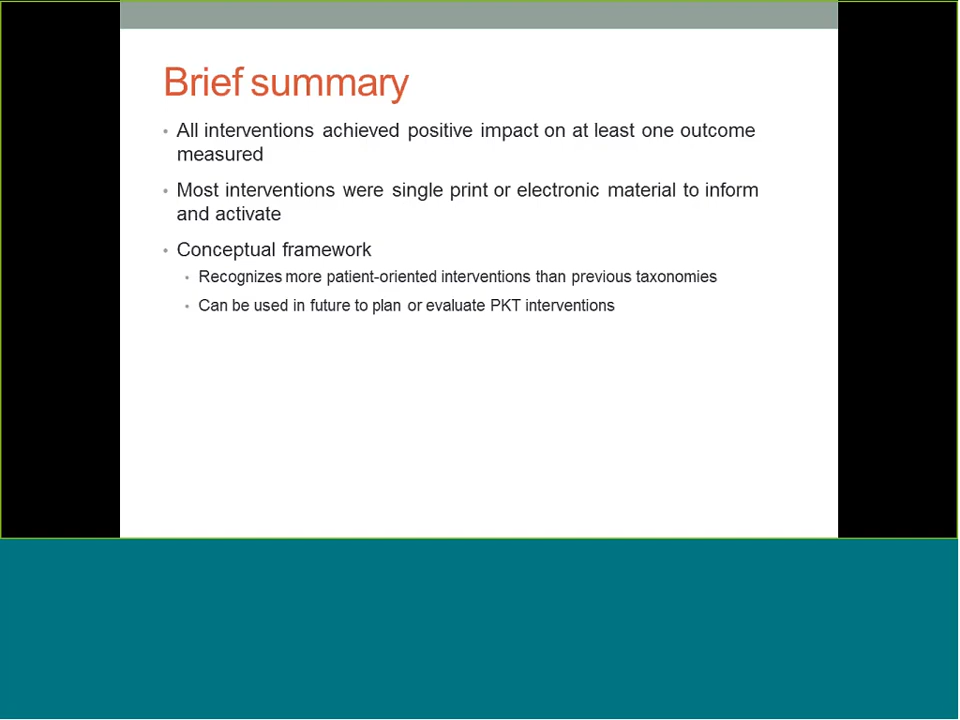 Brief summary
• All interventions achieved positive impact on at least one outcome
measured
• Most interventions were single print or electronic material to inform
and activate
• Conceptual framework
• Recognizes more patient-oriented interventions than previous taxonomies
• Can be used in future to plan or evaluate PKT interventions